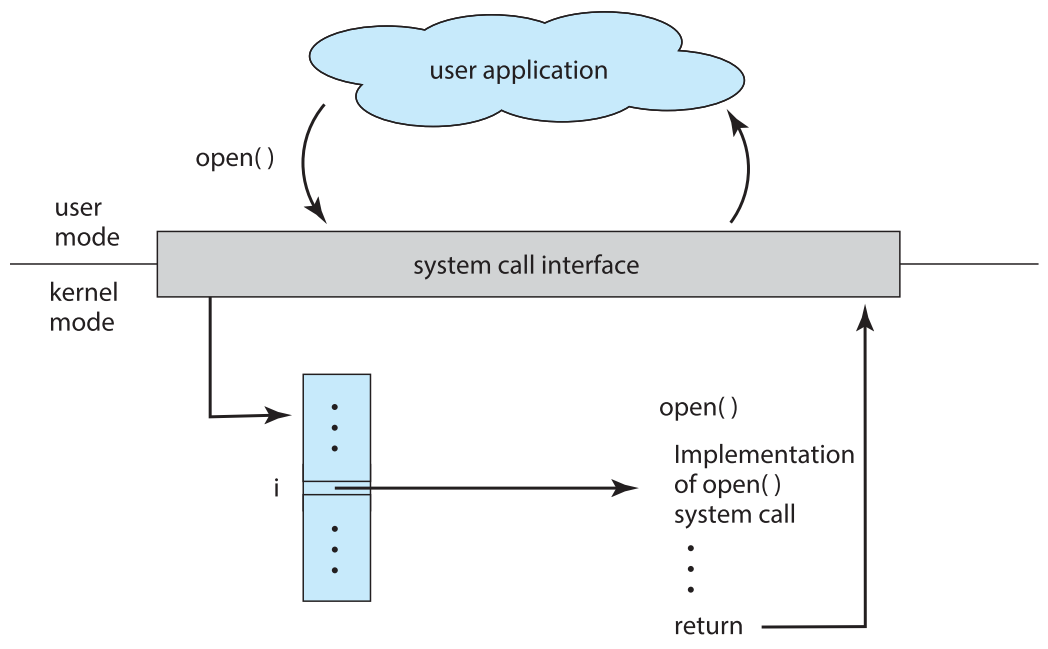 user application
open( )
user
mode
system call interface
kernel
mode
open( )
Implementation
of open( )
system call
i
return